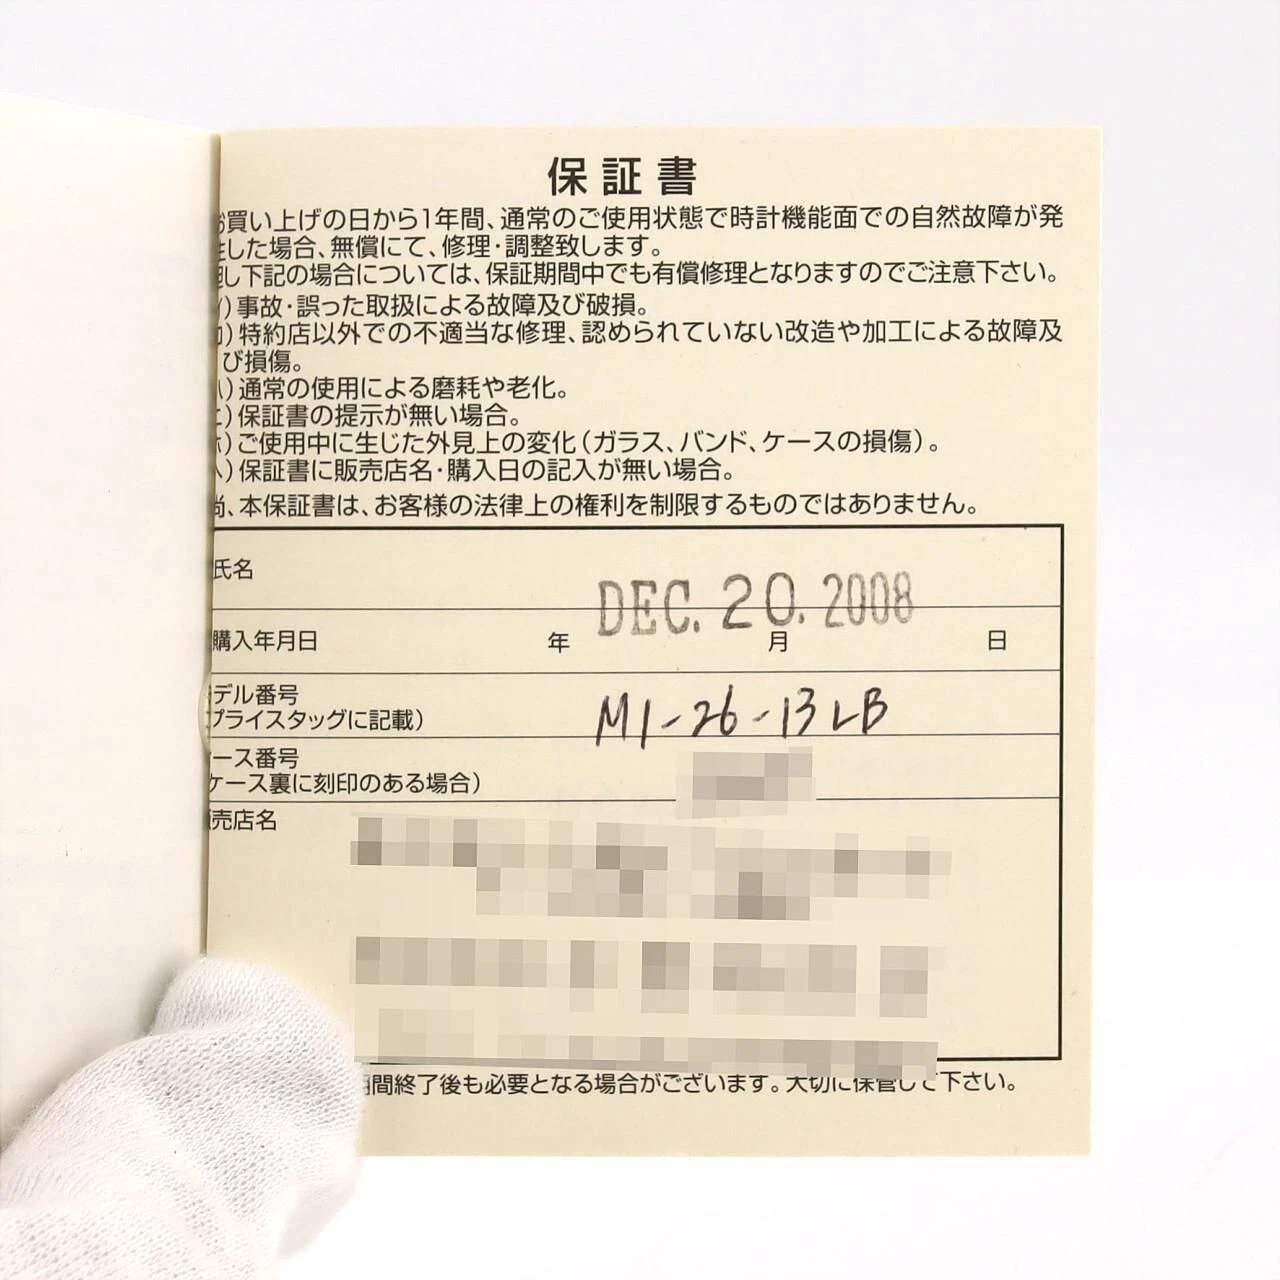 保証書
お買い上げの日から1年間、通常のご使用状態で時計機能面での自然故障が発
生した場合、無償にて、修理・調整致します。
但し下記の場合については、保証期間中でも有償修理となりますのでご注意下さい。
イ)事故・誤った取扱による故障及び破損。
ロ)特約店以外での不適当な修理、認められていない改造や加工による故障及
び損傷。
ハ)通常の使用による磨耗や老化。
ニ)保証書の提示が無い場合。
ホ)ご使用中に生じた外見上の変化(ガラス、バンド、ケースの損傷)。
ヘ)保証書に販売店名・購入日の記入が無い場合。
尚、本保証書は、お客様の法律上の権利を制限するものではありません。
氏名
DEC. 20. 2008
購入年月日 年 月 日
モデル番号
プライスタッグに記載)
M1-26-13LB
ケース番号
ケース裏に刻印のある場合)
販売店名
期間終了後も必要となる場合がございます。大切に保管して下さい。